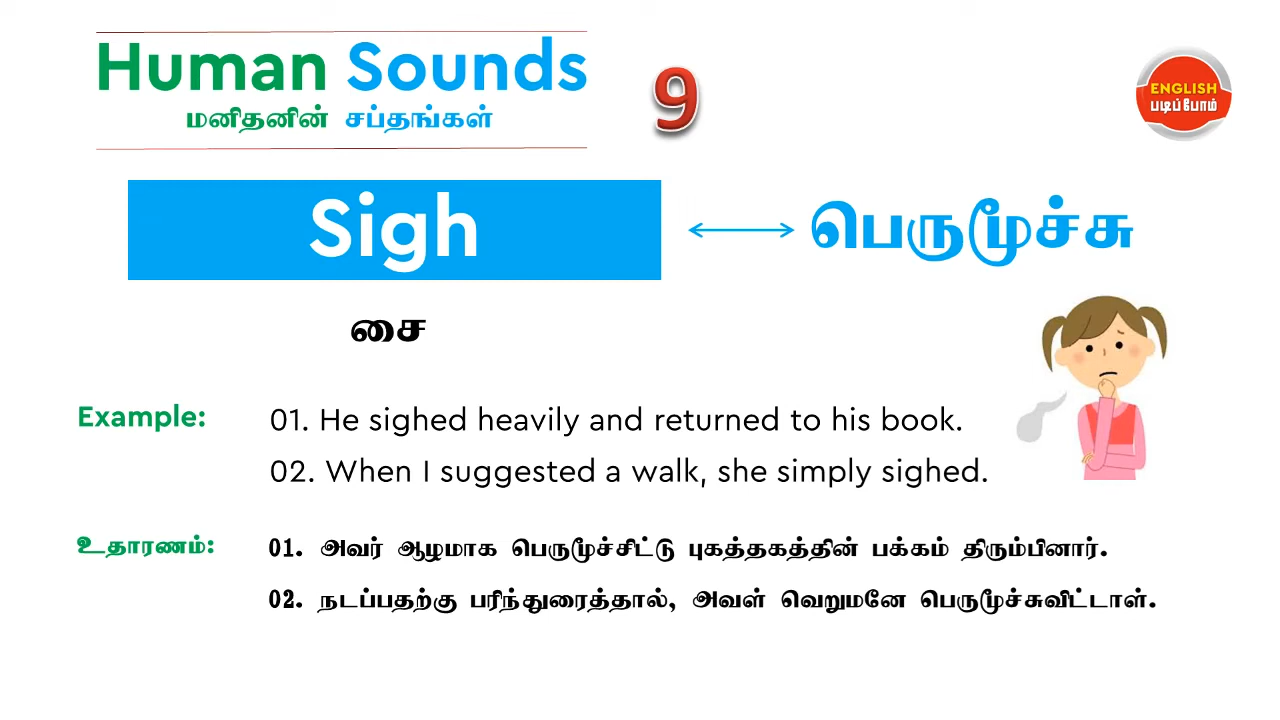 Human Sounds
மனிதனின் சப்தங்கள்
9
ENGLISH
படிப்போம்
Sigh
பெருமூச்சு
சை
Example:
01. He sighed heavily and returned to his book.
02. When I suggested a walk, she simply sighed.
உதாரணம்:
01. அவர் ஆழமாக பெருமூச்சிட்டு புகத்தகத்தின் பக்கம் திரும்பினார்.
02. நடப்பதற்கு பரிந்துரைத்தால், அவள் வெறுமனே பெருமூச்சுவிட்டாள்.